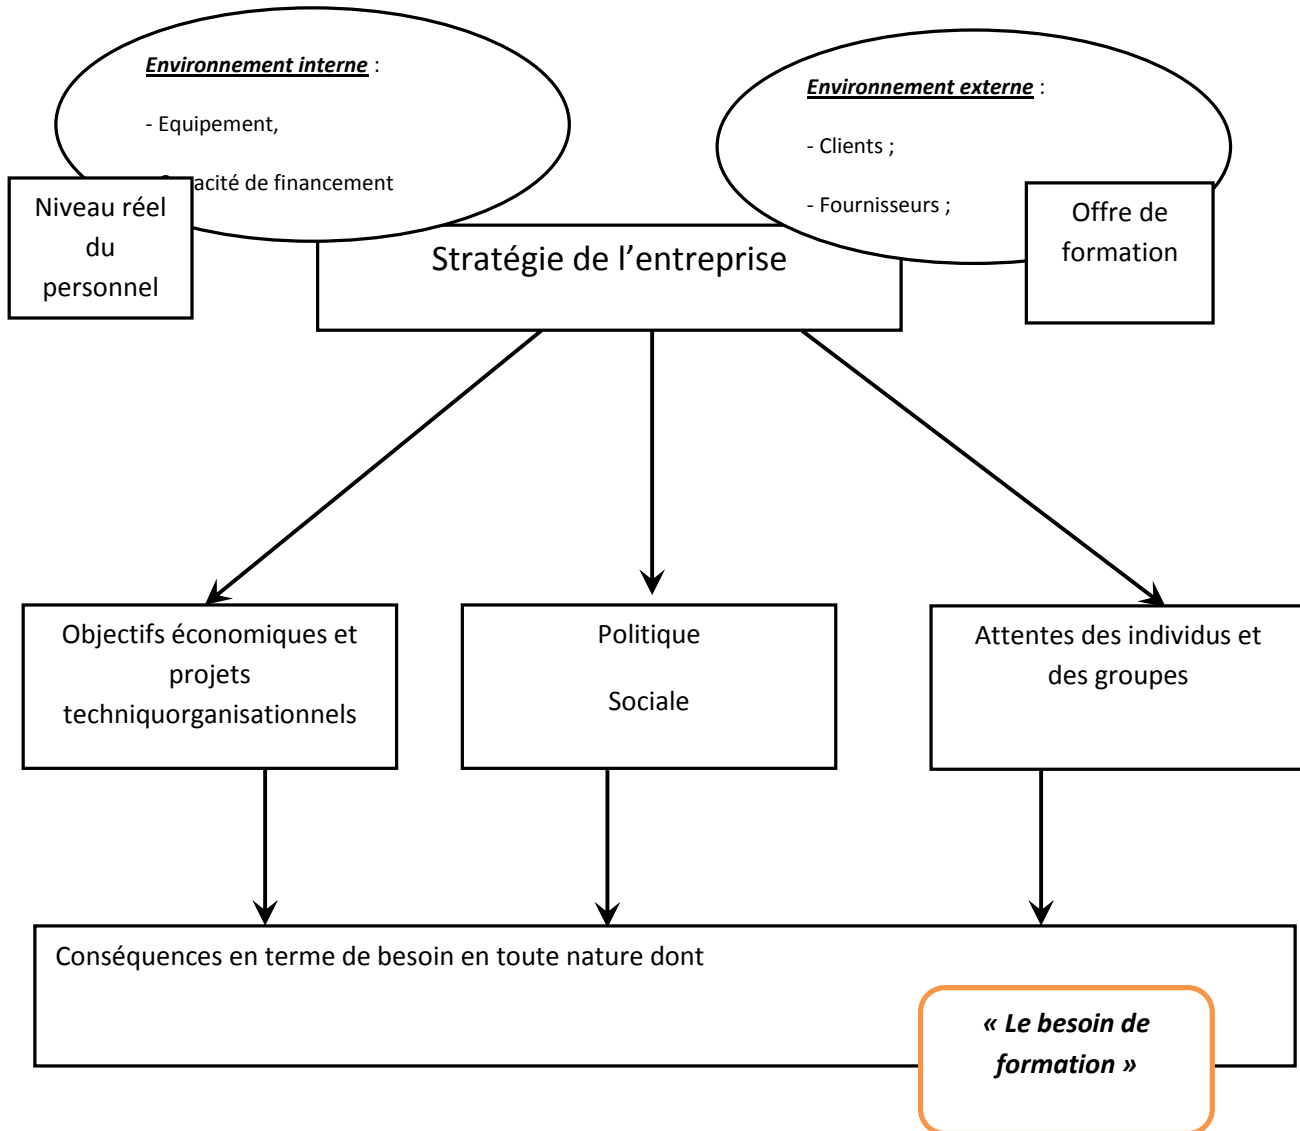 Environnement interne :
- Equipement,
acité de financement
Niveau réel
du
personnel
Environnement externe :
- Clients ;
- Fournisseurs ;
Offre de
formation
Stratégie de l’entreprise
Objectifs économiques et
projets
techniquorganisationnels
Politique
Sociale
Attentes des individus et
des groupes
Conséquences en terme de besoin en toute nature dont
« Le besoin de
formation »